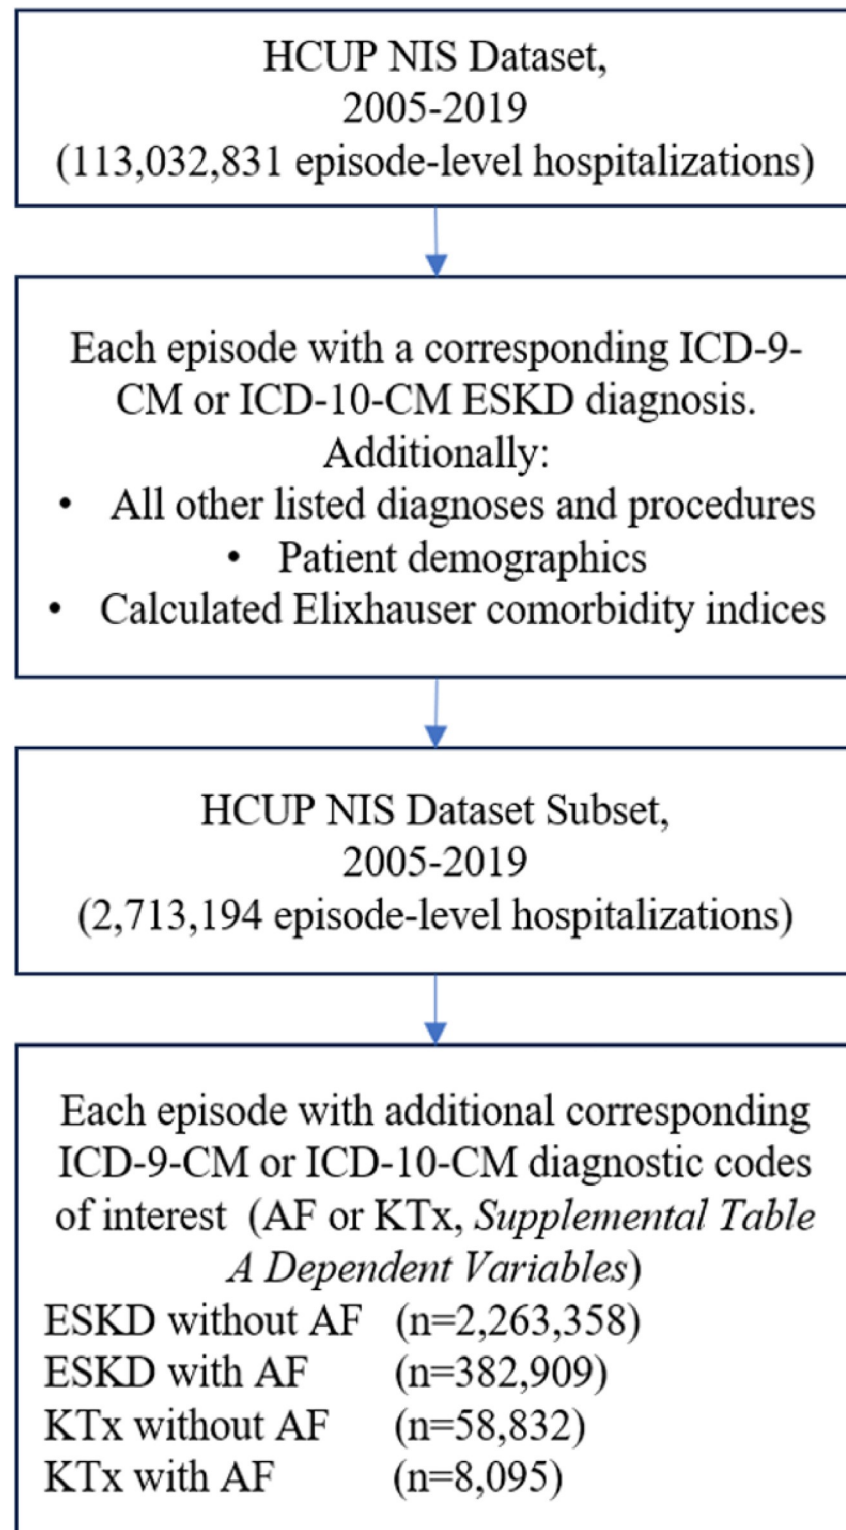 HCUP NIS Dataset,
2005-2019
(113,032,831 episode-level hospitalizations)
Each episode with a corresponding ICD-9-
CM or ICD-10-CM ESKD diagnosis.
Additionally:
• All other listed diagnoses and procedures
• Patient demographics
• Calculated Elixhauser comorbidity indices
HCUP NIS Dataset Subset,
2005-2019
(2,713,194 episode-level hospitalizations)
Each episode with additional corresponding
ICD-9-CM or ICD-10-CM diagnostic codes
of interest (AF or KTx, Supplemental Table
A Dependent Variables)
ESKD without AF (n=2,263,358)
ESKD with AF (n=382,909)
KTx without AF (n=58,832)
KTx with AF (n=8,095)